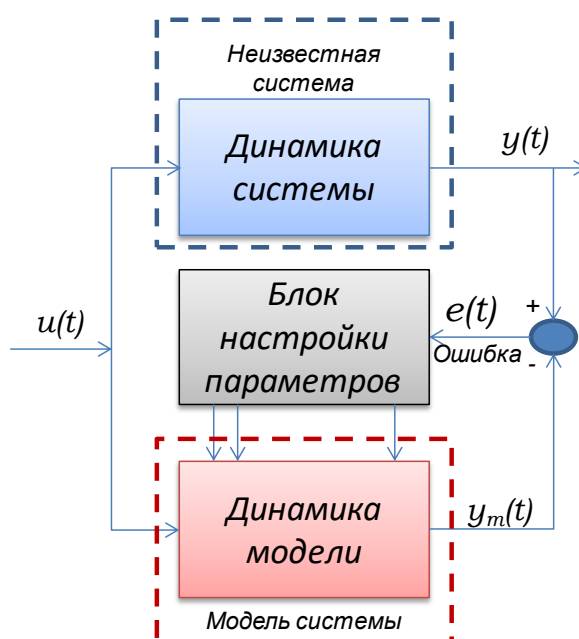 Неизвестная
система
Динамика
системы
y(t)
Блок
настройки
параметров
u(t)
e(t)
+
Ошибка
-
Динамика
модели
yₘ(t)
Модель системы